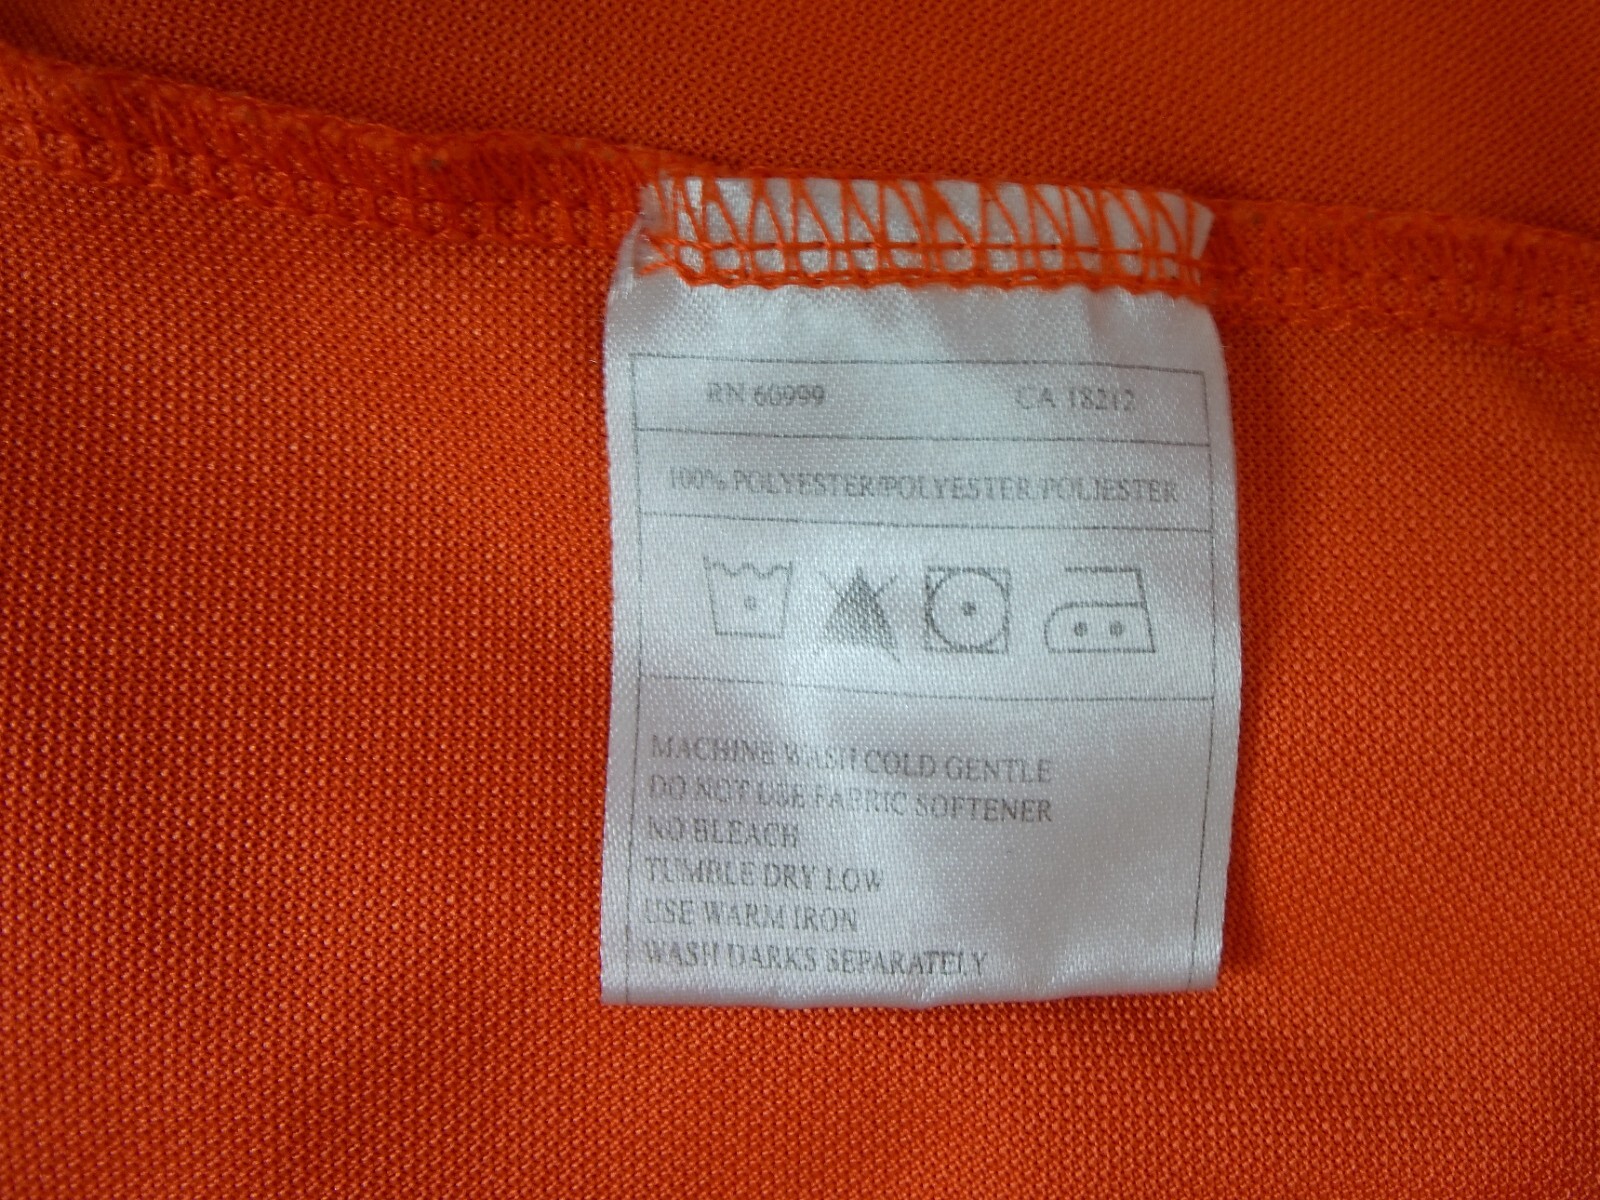 RN 60999 CA 18212
100% POLYESTER/POLYESTER/POLIESTER
MACHINE WASH COLD GENTLE
DO NOT USE FABRIC SOFTENER
NO BLEACH
TUMBLE DRY LOW
USE WARM IRON
WASH DARKS SEPARATELY